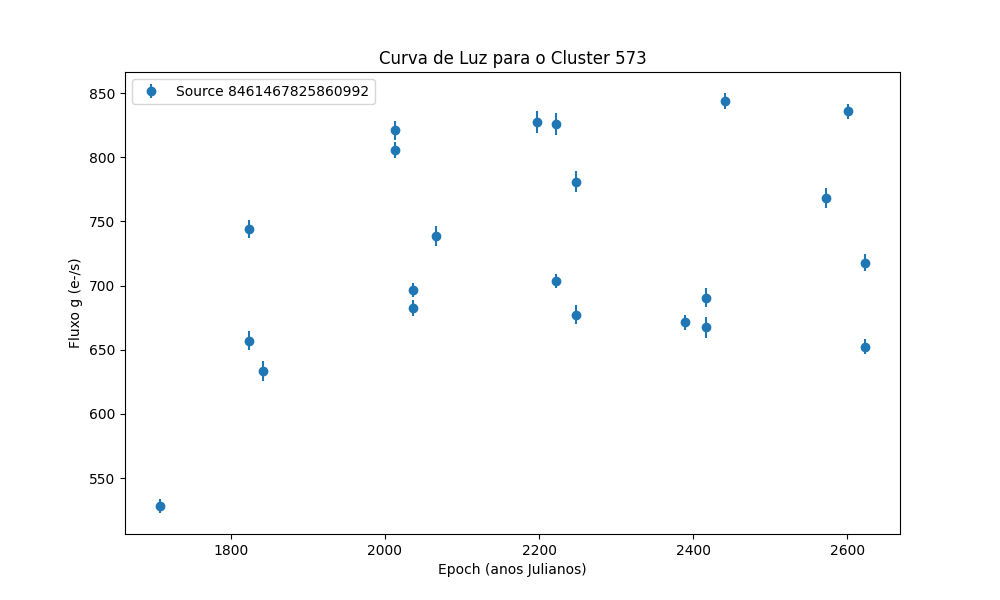 Curva de Luz para o Cluster 573
Source 8461467825860992
850
800
750
700
650
600
550
Fluxo g (e-/s)
1800 2000 2200 2400 2600
Epoch (anos Julianos)